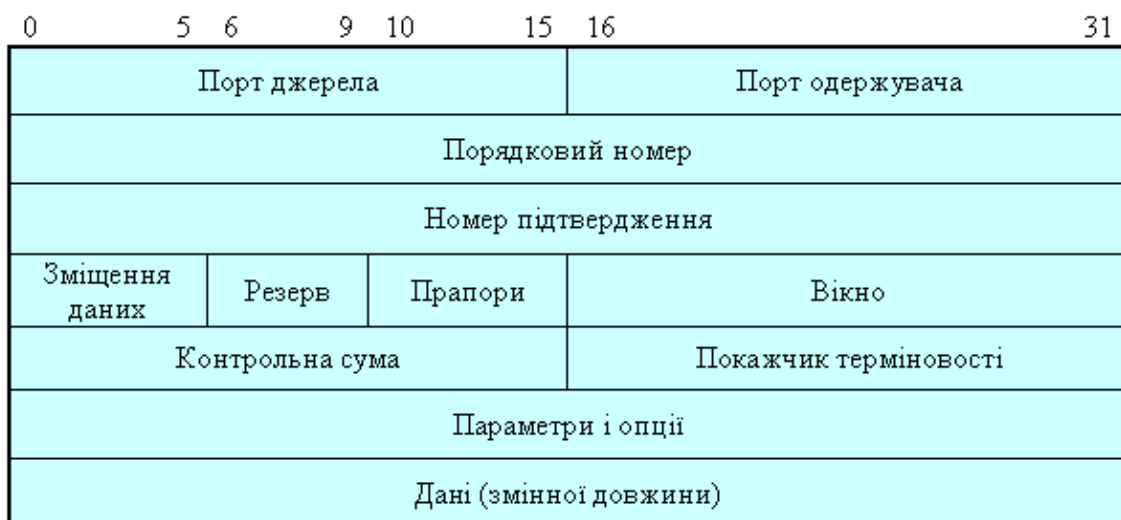 0 5 6 9 10 15 16 31
Порт джерела Порт одержувача
Порядковий номер
Номер підтвердження
Зміщення
даних Резерв Прапори Вікно
Контрольна сума Покажчик терміновості
Параметри і опції
Дані (змінної довжини)